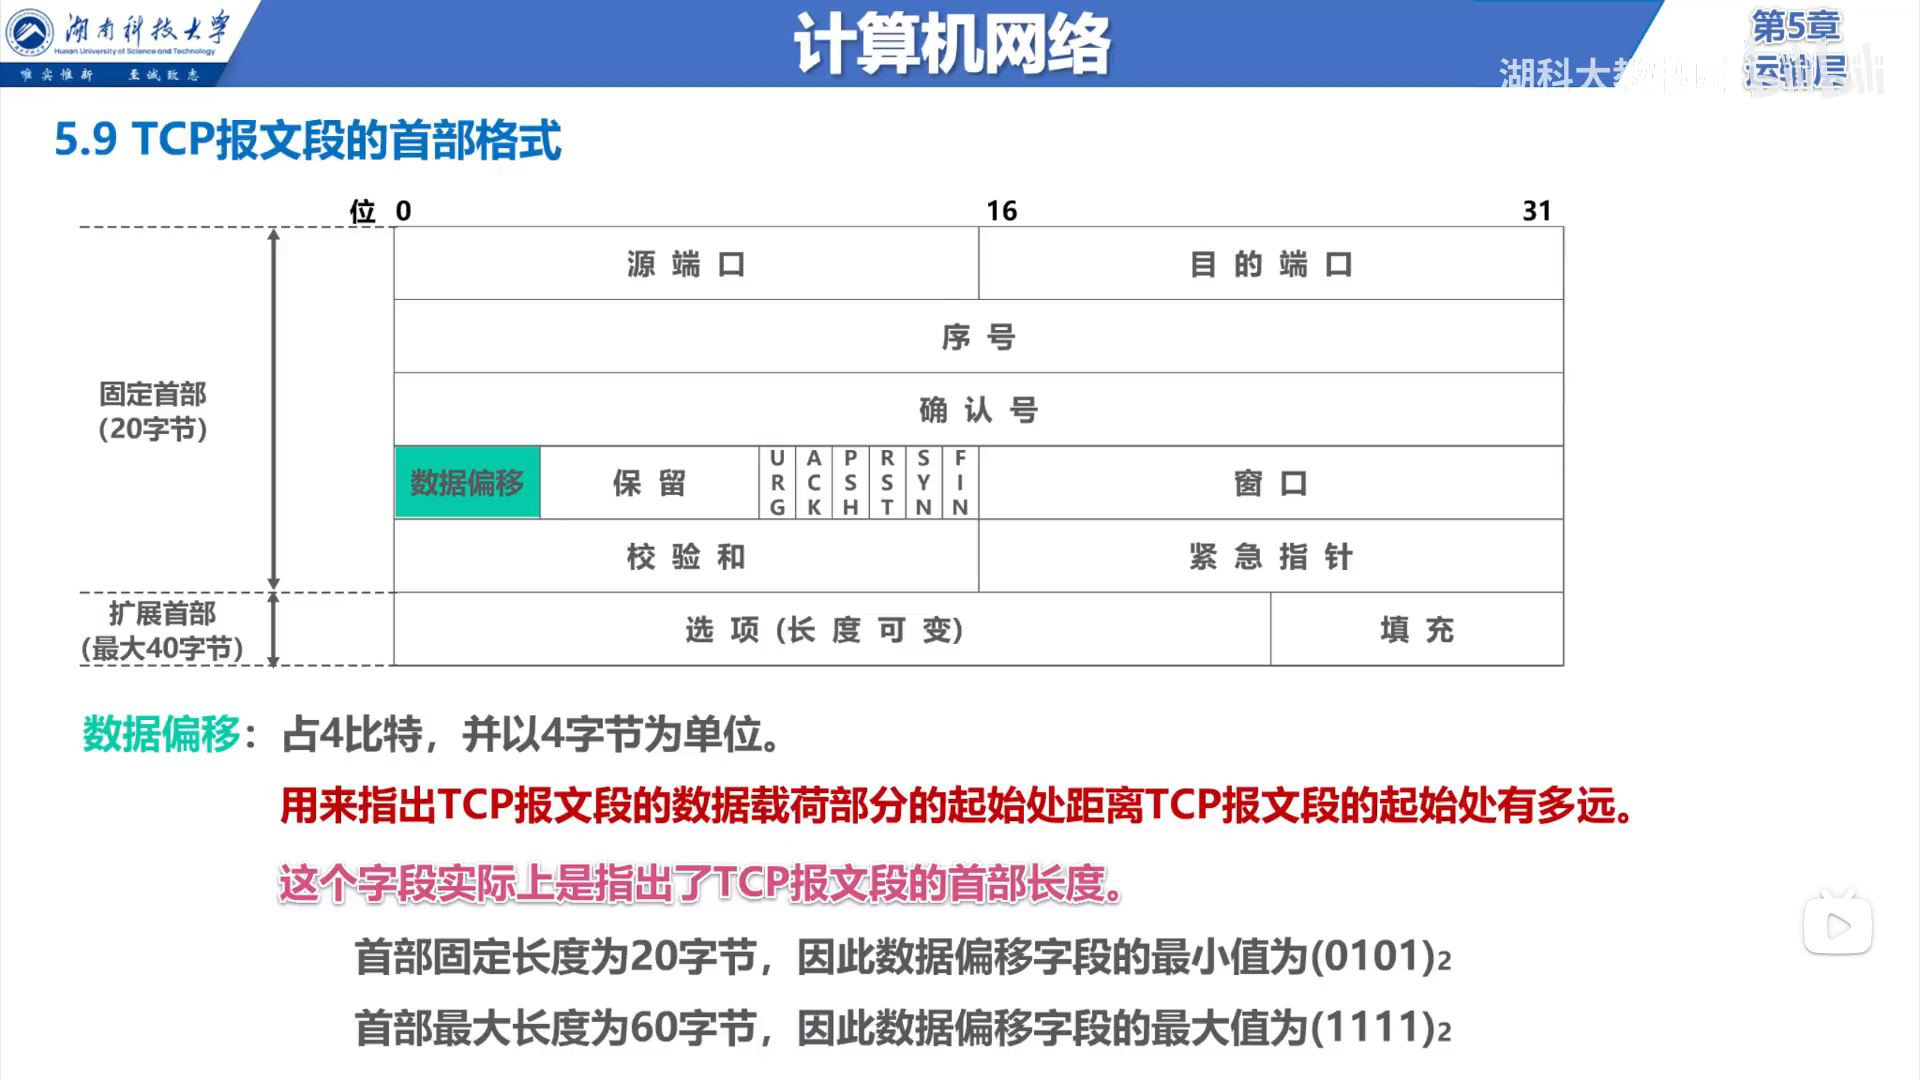 湖南科技大学
Hunan University of Science and Technology
唯实惟新 至诚致志
计算机网络
第5章
运输层
湖科大教
5.9 TCP报文段的首部格式
位 0 16 31
源端口 目的端口
序号
确认号
固定首部
(20字节)
数据偏移 保留 URG ACK PSH RST SYN FIN 窗口
校验和 紧急指针
扩展首部
(最大40字节)
选项(长度可变) 填充
数据偏移：占4比特，并以4字节为单位。
用来指出TCP报文段的数据载荷部分的起始处距离TCP报文段的起始处有多远。
这个字段实际上是指出了TCP报文段的首部长度。
首部固定长度为20字节，因此数据偏移字段的最小值为(0101)₂
首部最大长度为60字节，因此数据偏移字段的最大值为(1111)₂